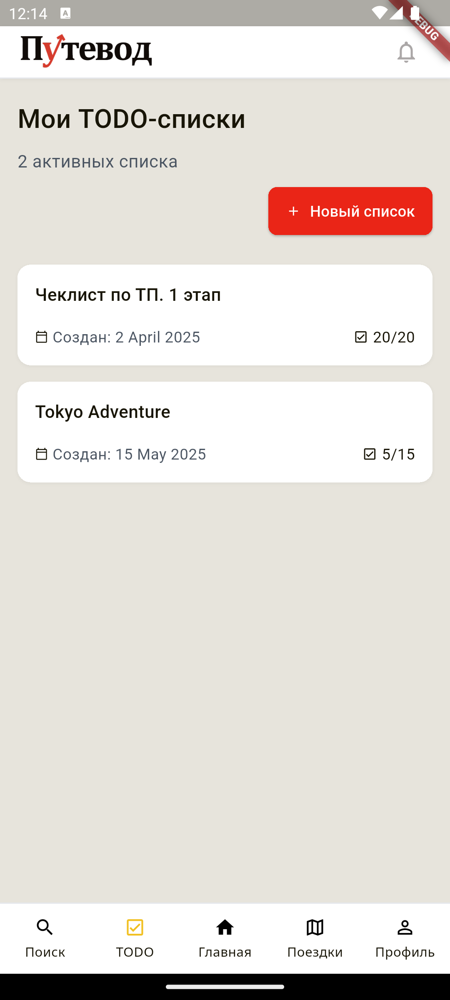 12:14
DEBUG
Путевод
Мои TODO-списки
2 активных списка
+ Новый список
Чеклист по ТП. 1 этап
Создан: 2 April 2025
20/20
Tokyo Adventure
Создан: 15 May 2025
5/15
Поиск
TODO
Главная
Поездки
Профиль